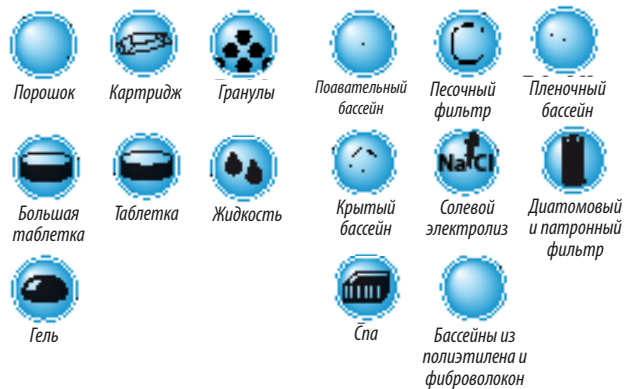 Порошок
Картридж
Гранулы
Поавательный
бассейн
Песочный
фильтр
Пленочный
бассейн
Большая
таблетка
Таблетка
Жидкость
Крытый
бассейн
NaCl
Солевой
электролиз
Диатомовый
и патронный
фильтр
Гель
Спа
Бассейны из
полиэтилена и
фиброволокон